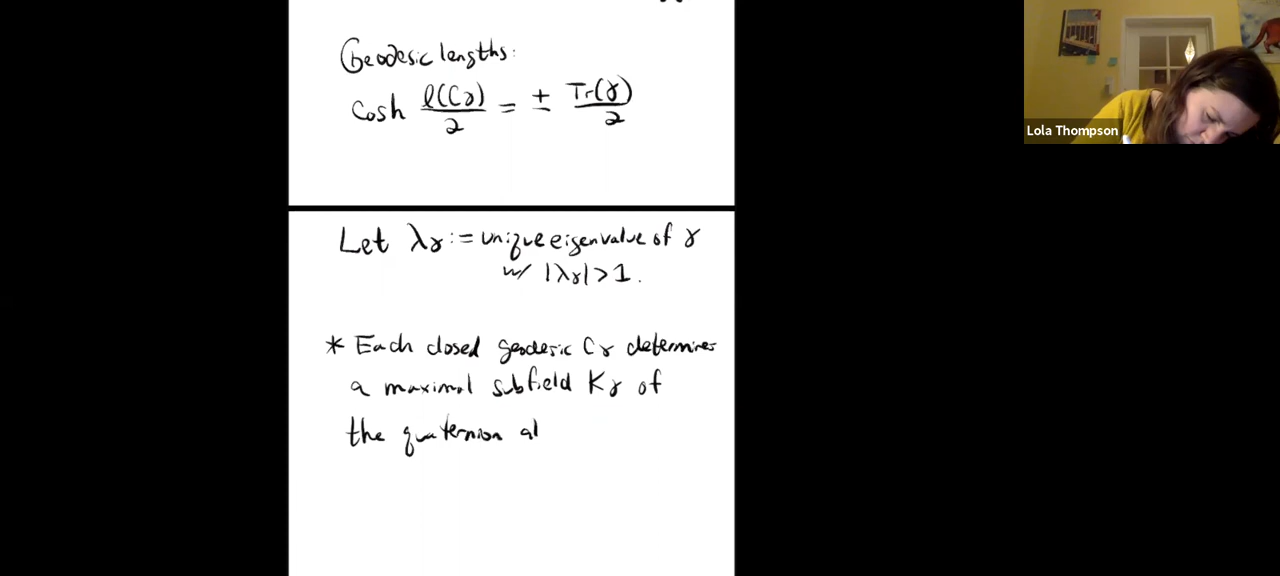 Geodesic lengths:
cosh ℓ(Cγ)/2 = ± Tr(γ)/2
Let λγ := unique eigenvalue of γ
w/ |λγ| > 1.
* Each closed geodesic Cγ determines
a maximal subfield Kγ of
the quaternion al
Lola Thompson